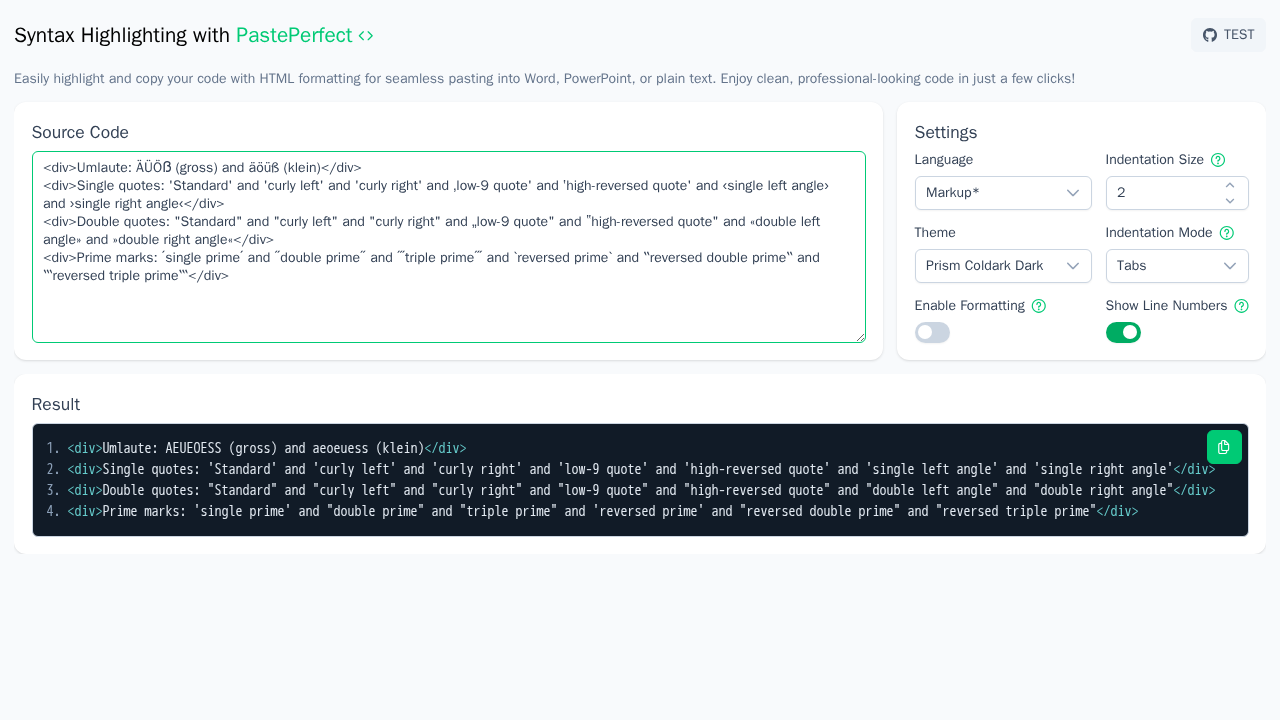 Syntax Highlighting with PastePerfect <>
TEST
Easily highlight and copy your code with HTML formatting for seamless pasting into Word, PowerPoint, or plain text. Enjoy clean, professional-looking code in just a few clicks!
Source Code
<div>Umlaute: ÄÜÖẞ (gross) and äöüß (klein)</div>
<div>Single quotes: 'Standard' and 'curly left' and 'curly right' and ‚low-9 quote' and ‛high-reversed quote' and ‹single left angle›
and ›single right angle‹</div>
<div>Double quotes: "Standard" and "curly left" and "curly right" and „low-9 quote" and ‟high-reversed quote" and «double left
angle» and »double right angle«</div>
<div>Prime marks: ′single prime′ and ″double prime″ and ‴triple prime‴ and ‵reversed prime‵ and ‶reversed double prime‶ and
‷reversed triple prime‷</div>
Settings
Language
Indentation Size
Markup*
2
Theme
Indentation Mode
Prism Coldark Dark
Tabs
Enable Formatting
Show Line Numbers
Result
1. <div>Umlaute: AEUEOESS (gross) and aeoeuess (klein)</div>
2. <div>Single quotes: 'Standard' and 'curly left' and 'curly right' and 'low-9 quote' and 'high-reversed quote' and 'single left angle' and 'single right angle'</div>
3. <div>Double quotes: "Standard" and "curly left" and "curly right" and "low-9 quote" and "high-reversed quote" and "double left angle" and "double right angle"</div>
4. <div>Prime marks: 'single prime' and "double prime" and "triple prime" and 'reversed prime' and "reversed double prime" and "reversed triple prime"</div>